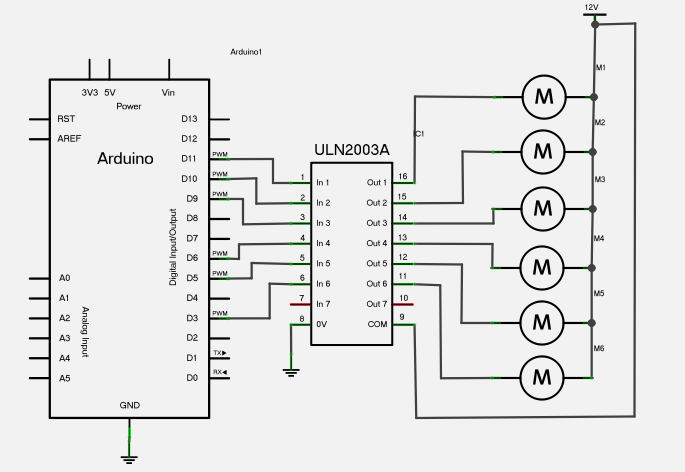 12V
Arduino1
3V3 5V Vin
Power
RST
AREF
Arduino
D13
D12
D11 PWM
D10 PWM
D9 PWM
D8
D7
D6 PWM
D5 PWM
D4
D3 PWM
D2
D1 TX▶
D0 RX◀
Digital Input/Output
A0
A1
A2
A3
A4
A5
Analog Input
GND
ULN2003A
IC1
1 In 1 Out 1 16
2 In 2 Out 2 15
3 In 3 Out 3 14
4 In 4 Out 4 13
5 In 5 Out 5 12
6 In 6 Out 6 11
7 In 7 Out 7 10
8 0V COM 9
M1
M
M2
M
M3
M
M4
M
M5
M
M6
M